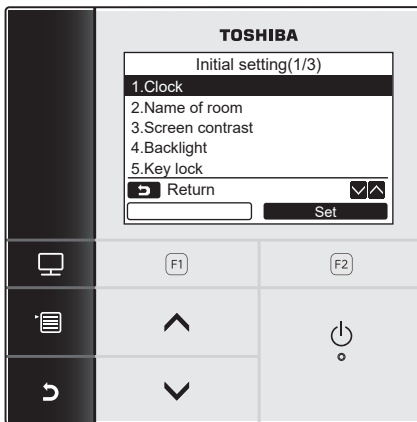 TOSHIBA
Initial setting(1/3)
1.Clock
2.Name of room
3.Screen contrast
4.Backlight
5.Key lock
Return
Set
F1
F2